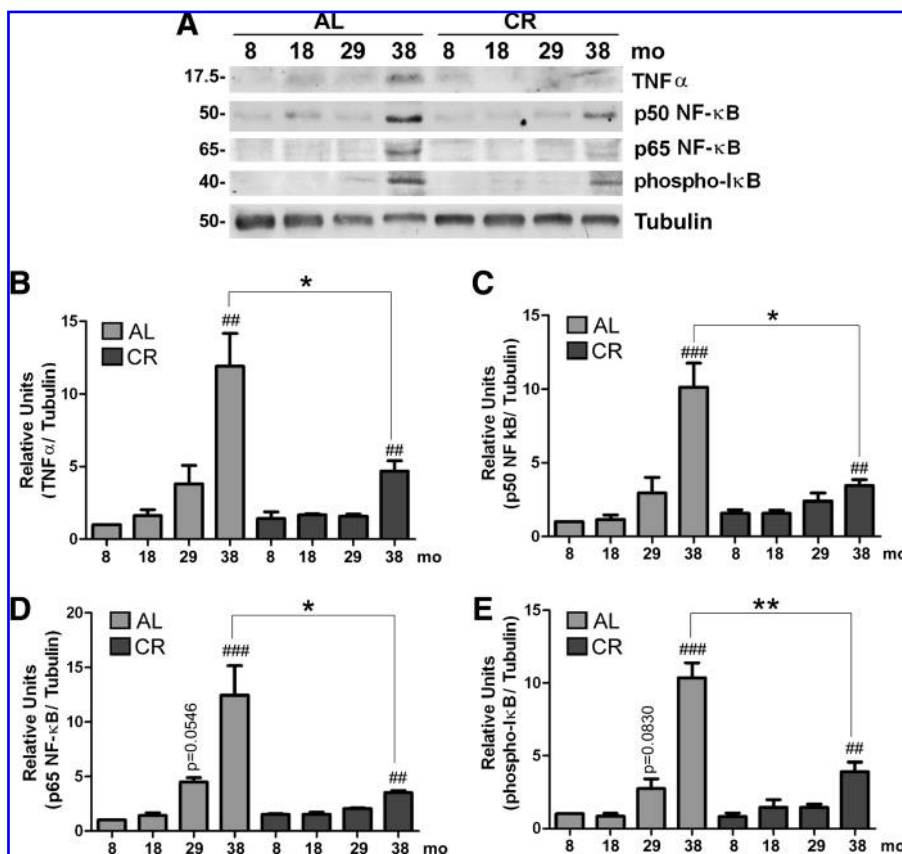 A
AL CR
8 18 29 38 8 18 29 38 mo
17.5- TNFα
50- p50 NF-κB
65- p65 NF-κB
40- phospho-IκB
50- Tubulin
B
*
##
AL
CR
##
Relative Units
(TNFα/ Tubulin)
15
10
5
0
8 18 29 38 8 18 29 38 mo
C
*
###
AL
CR
##
Relative Units
(p50 NF kB/ Tubulin)
15
10
5
0
8 18 29 38 8 18 29 38 mo
D
*
###
AL
CR
p=0.0546
##
Relative Units
(p65 NF-κB/ Tubulin)
20
15
10
5
0
8 18 29 38 8 18 29 38 mo
E
**
###
AL
CR
p=0.0830
##
Relative Units
(phospho-IκB/ Tubulin)
15
10
5
0
8 18 29 38 8 18 29 38 mo